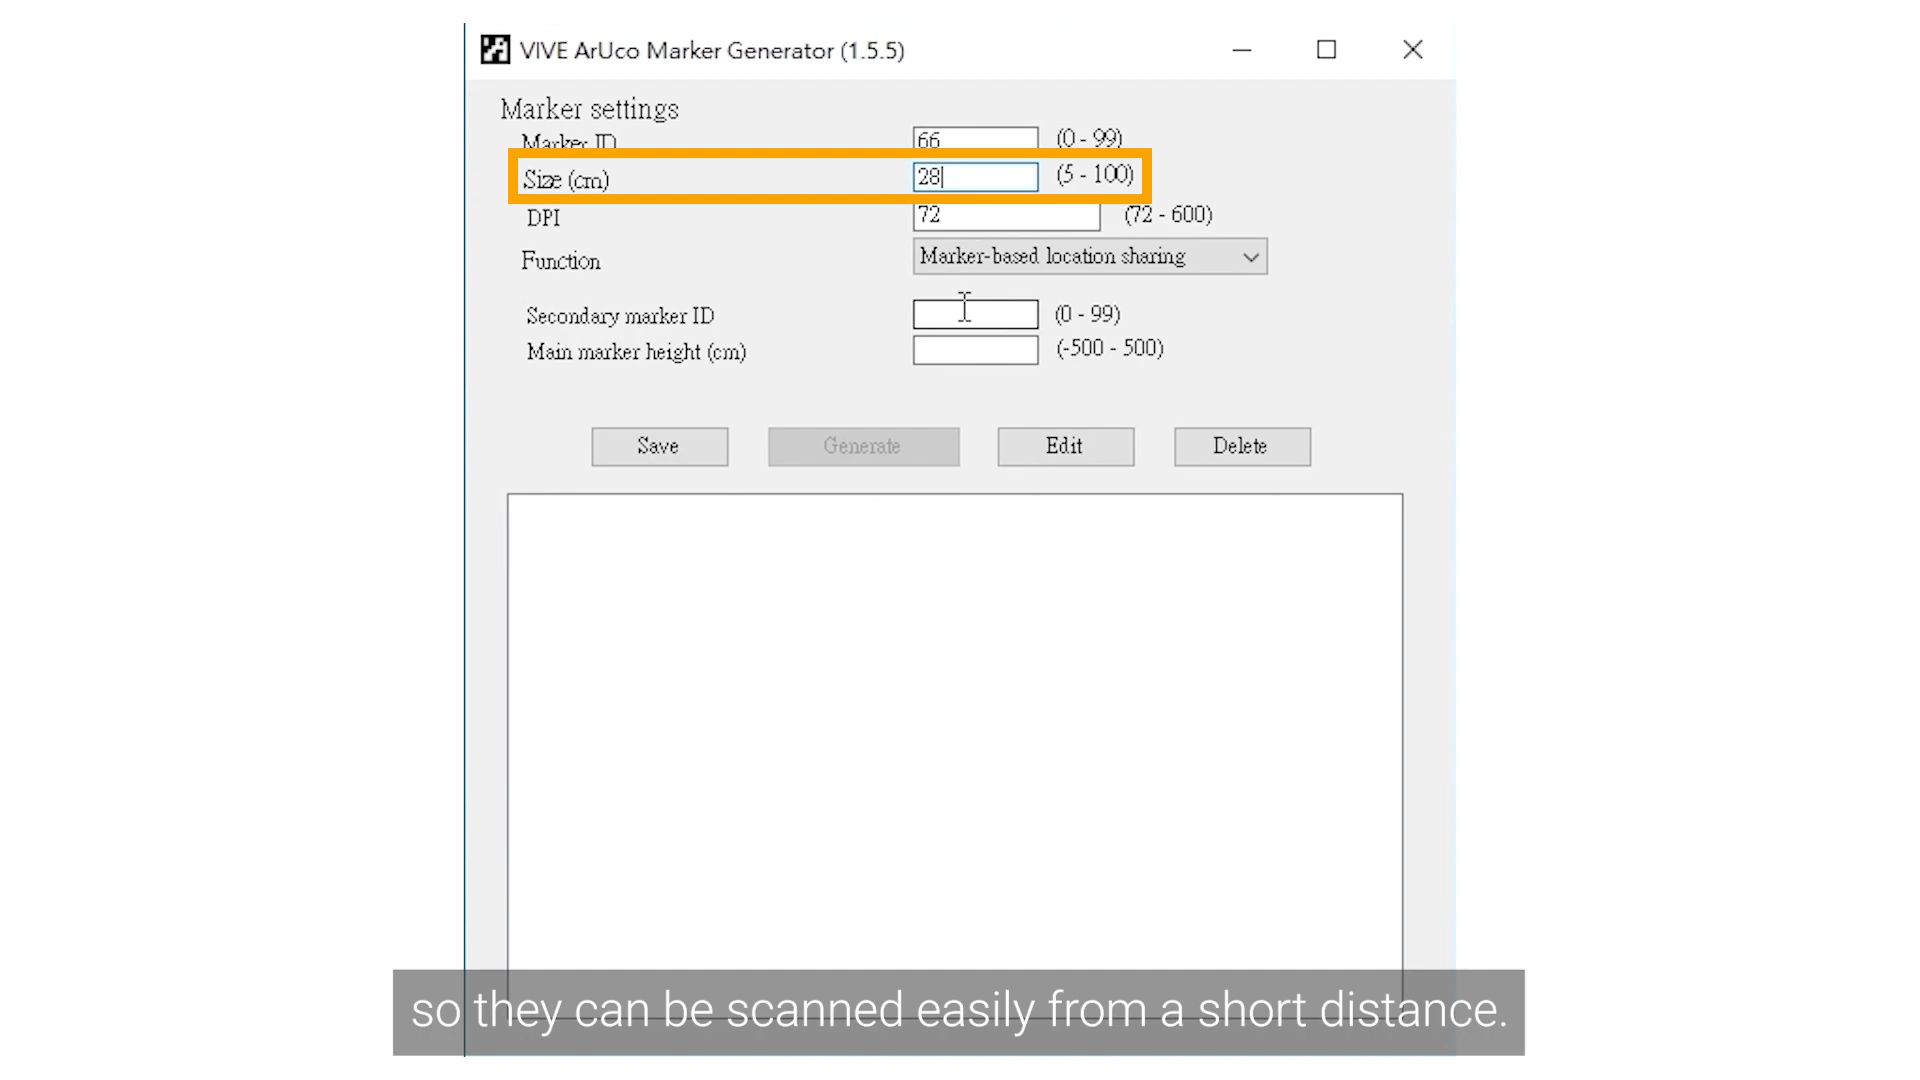 VIVE ArUco Marker Generator (1.5.5)
Marker settings
Marker ID 66 (0 - 99)
Size (cm) 28 (5 - 100)
DPI 72 (72 - 600)
Function Marker-based location sharing
Secondary marker ID (0 - 99)
Main marker height (cm) (-500 - 500)
Save Generate Edit Delete
so they can be scanned easily from a short distance.